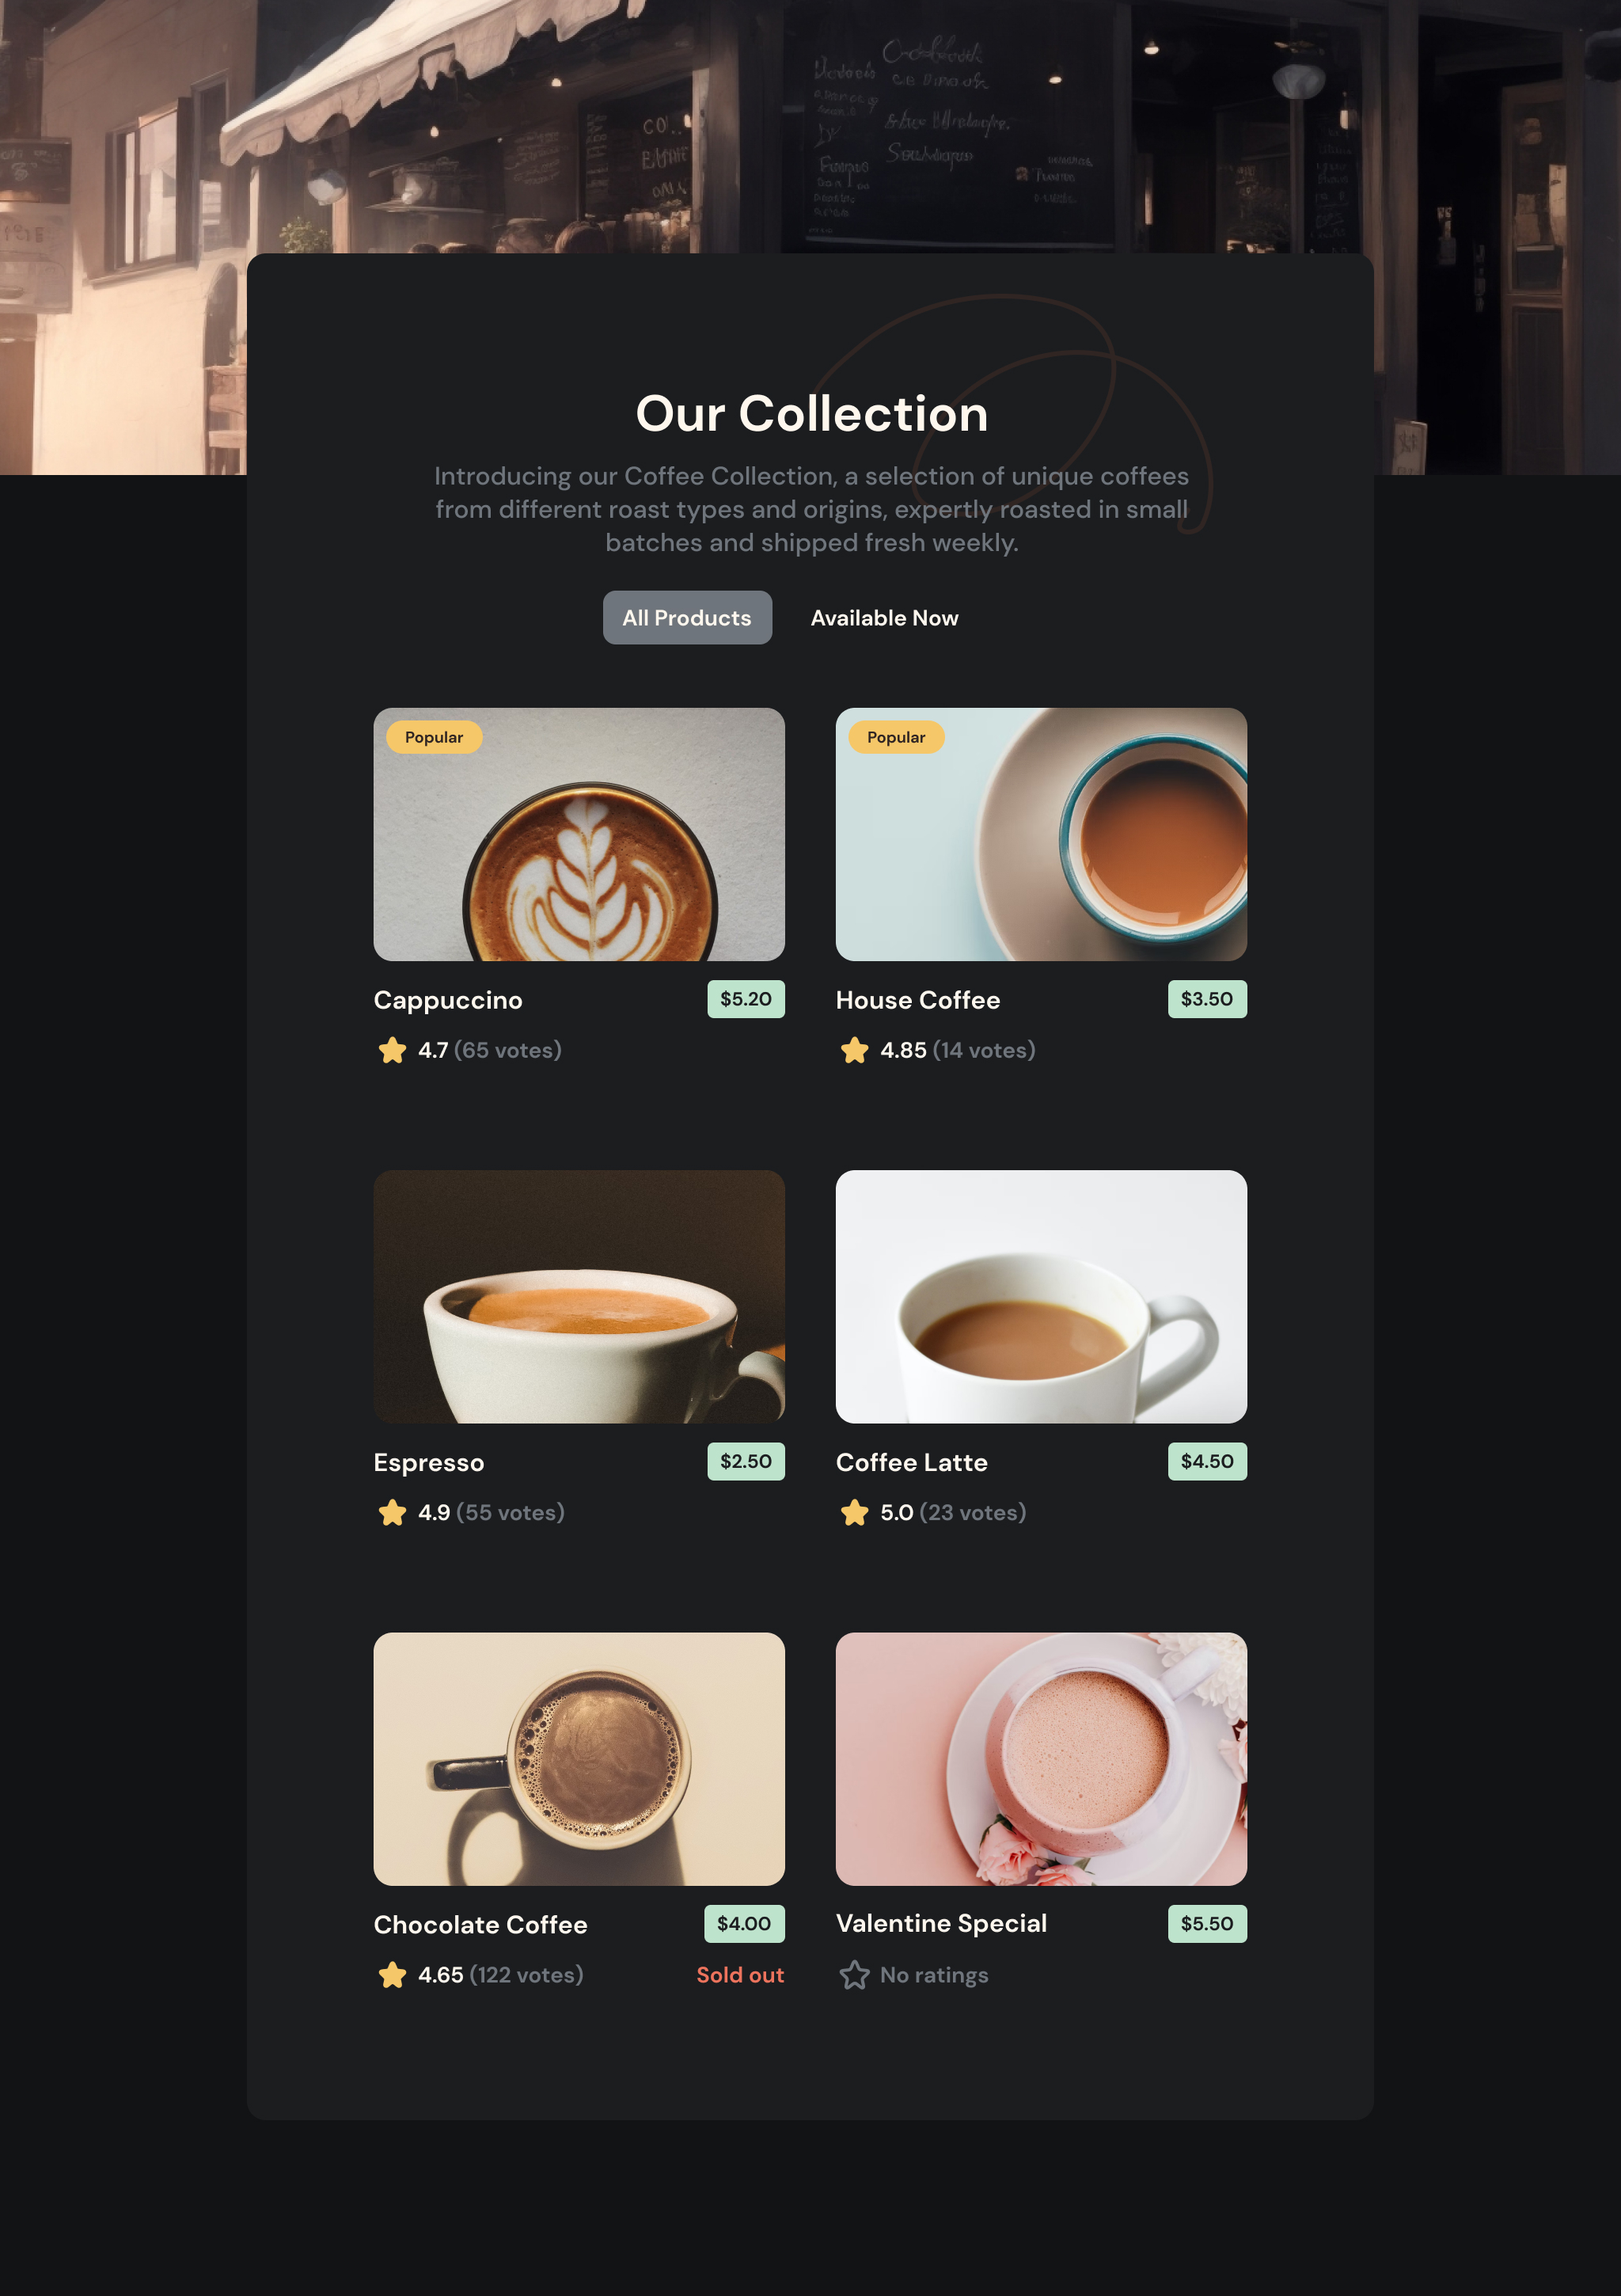 Our Collection
Introducing our Coffee Collection, a selection of unique coffees
from different roast types and origins, expertly roasted in small
batches and shipped fresh weekly.
All Products
Available Now
Popular
Popular
Cappuccino
$5.20
4.7 (65 votes)
House Coffee
$3.50
4.85 (14 votes)
Espresso
$2.50
4.9 (55 votes)
Coffee Latte
$4.50
5.0 (23 votes)
Chocolate Coffee
$4.00
4.65 (122 votes)
Sold out
Valentine Special
$5.50
No ratings